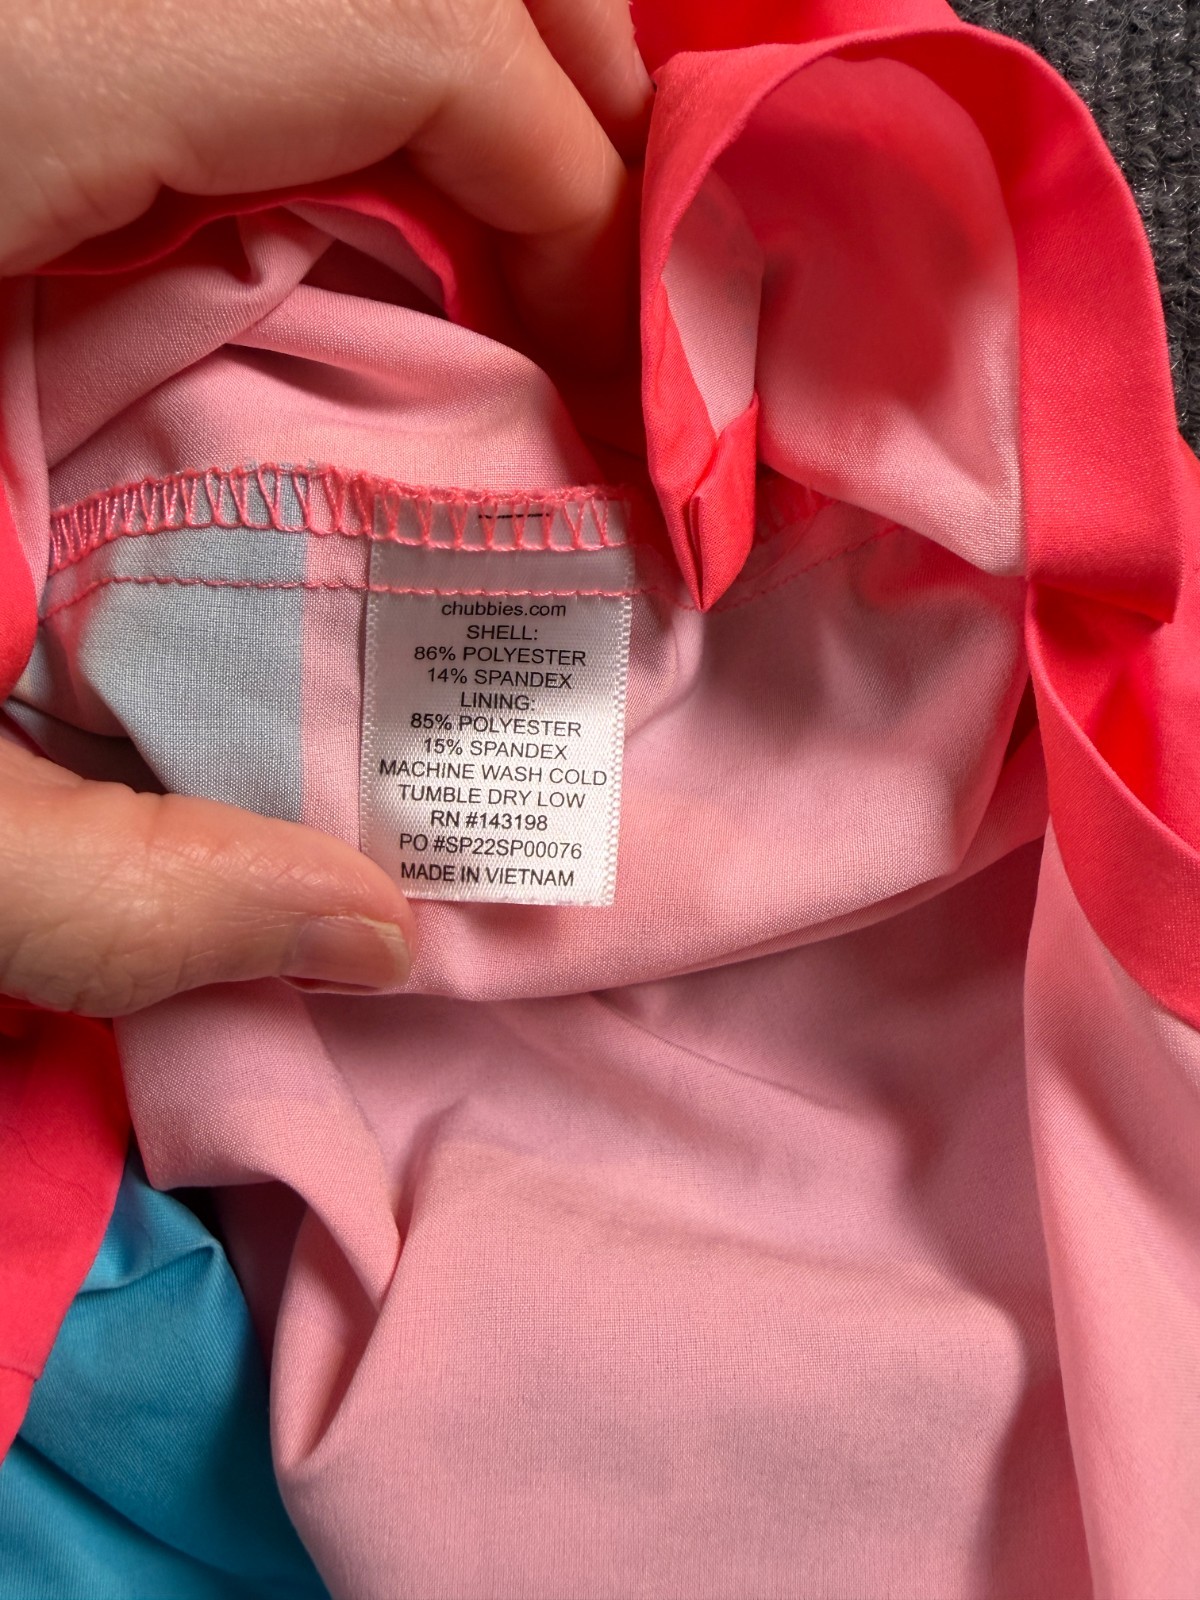 chubbies.com
SHELL:
86% POLYESTER
14% SPANDEX
LINING:
85% POLYESTER
15% SPANDEX
MACHINE WASH COLD
TUMBLE DRY LOW
RN #143198
PO #SP22SP00076
MADE IN VIETNAM